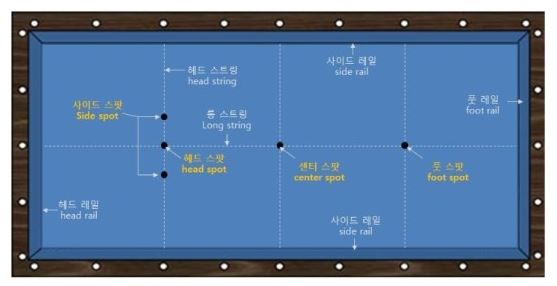 사이드 레일
side rail
헤드 스트링
head string
풋 레일
foot rail
사이드 스팟
Side spot
롱 스트링
Long string
헤드 스팟
head spot
센터 스팟
center spot
풋 스팟
foot spot
헤드 레일
head rail
사이드 레일
side rail